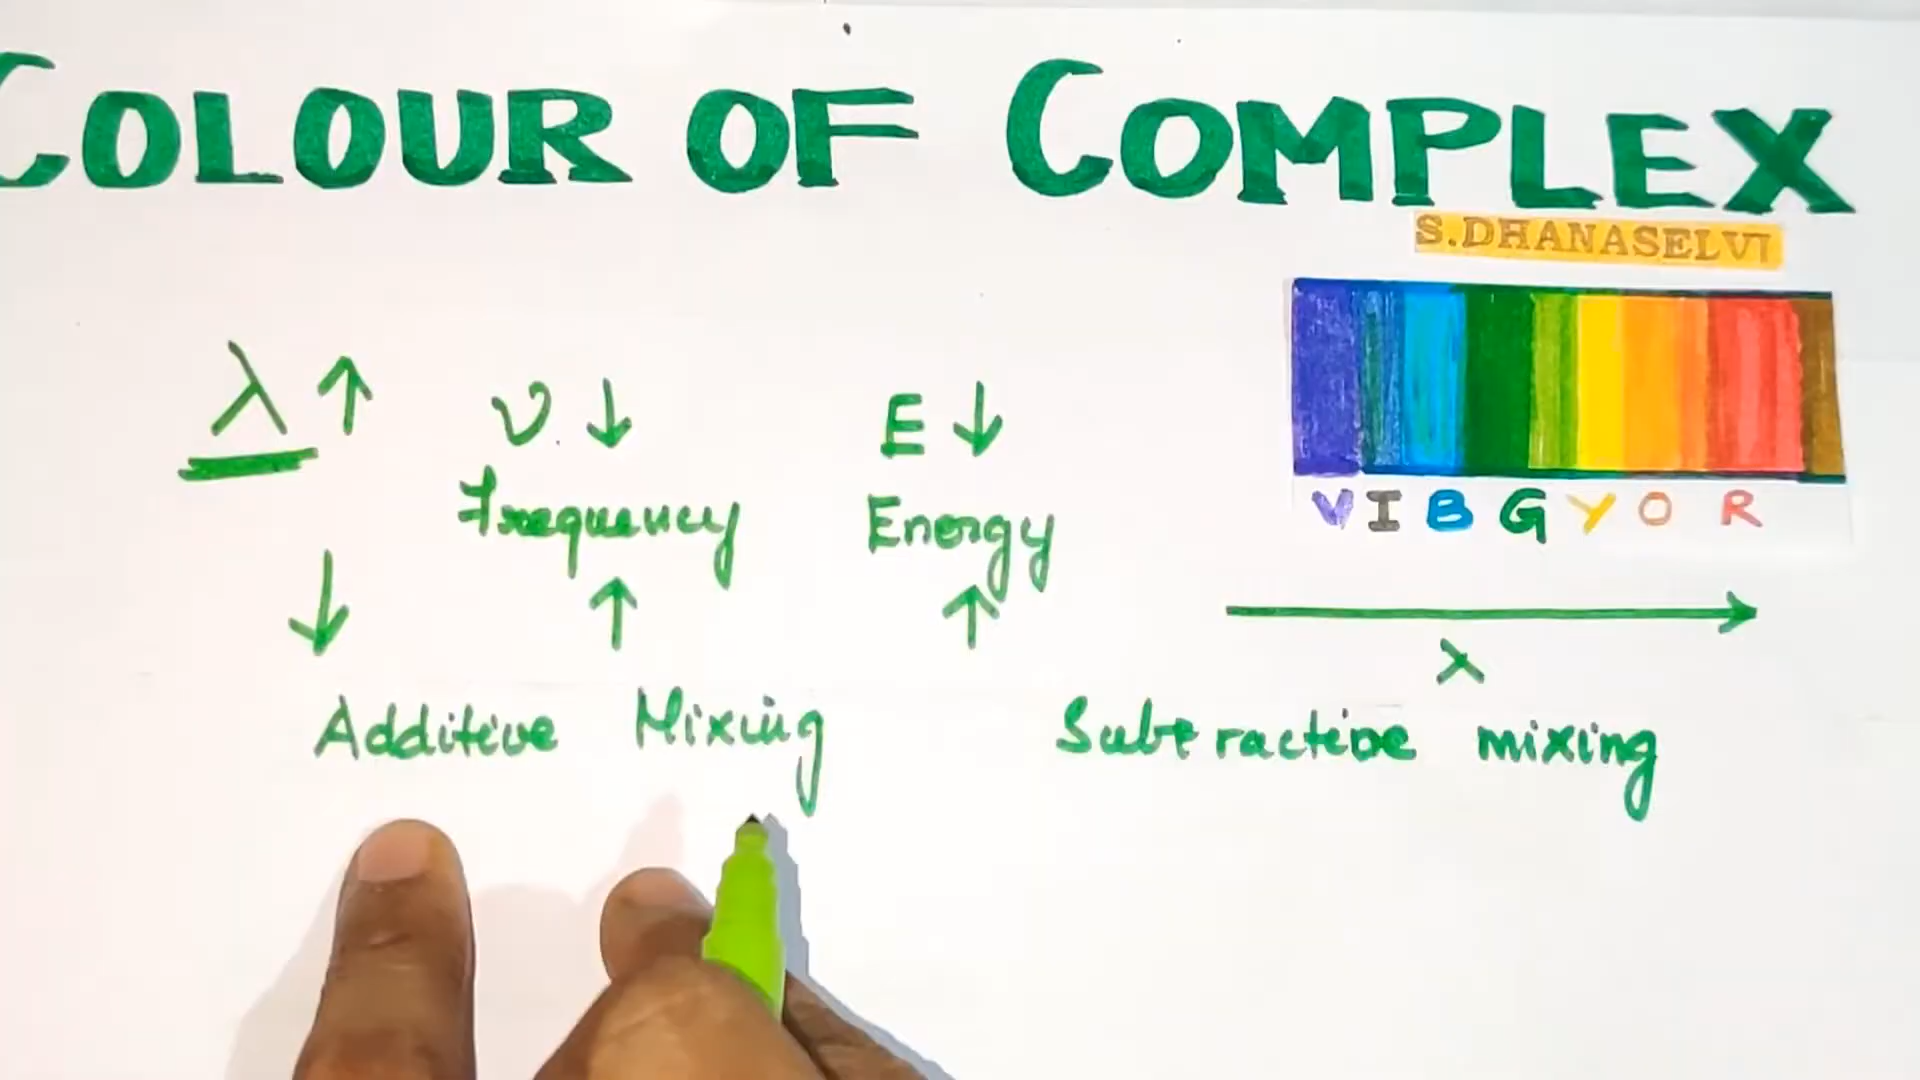 COLOUR OF COMPLEX
S.DHANASELVI
λ ↑ ν ↓ E ↓
Frequency Energy
V I B G Y O R
↓ ↑ ↑
λ
Additive Mixing Subtractive mixing